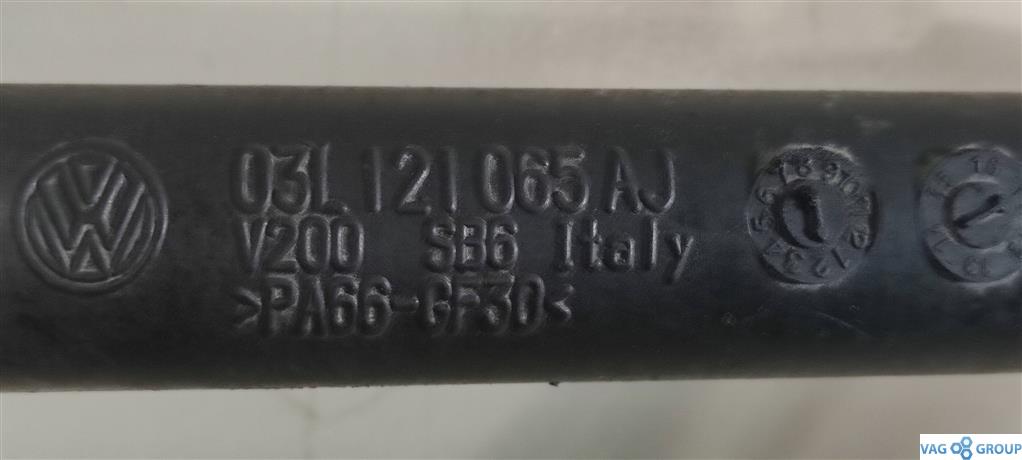 03L 121 065 AJ
V200 SB6 Italy
>PA66-GF30<
VAG GROUP